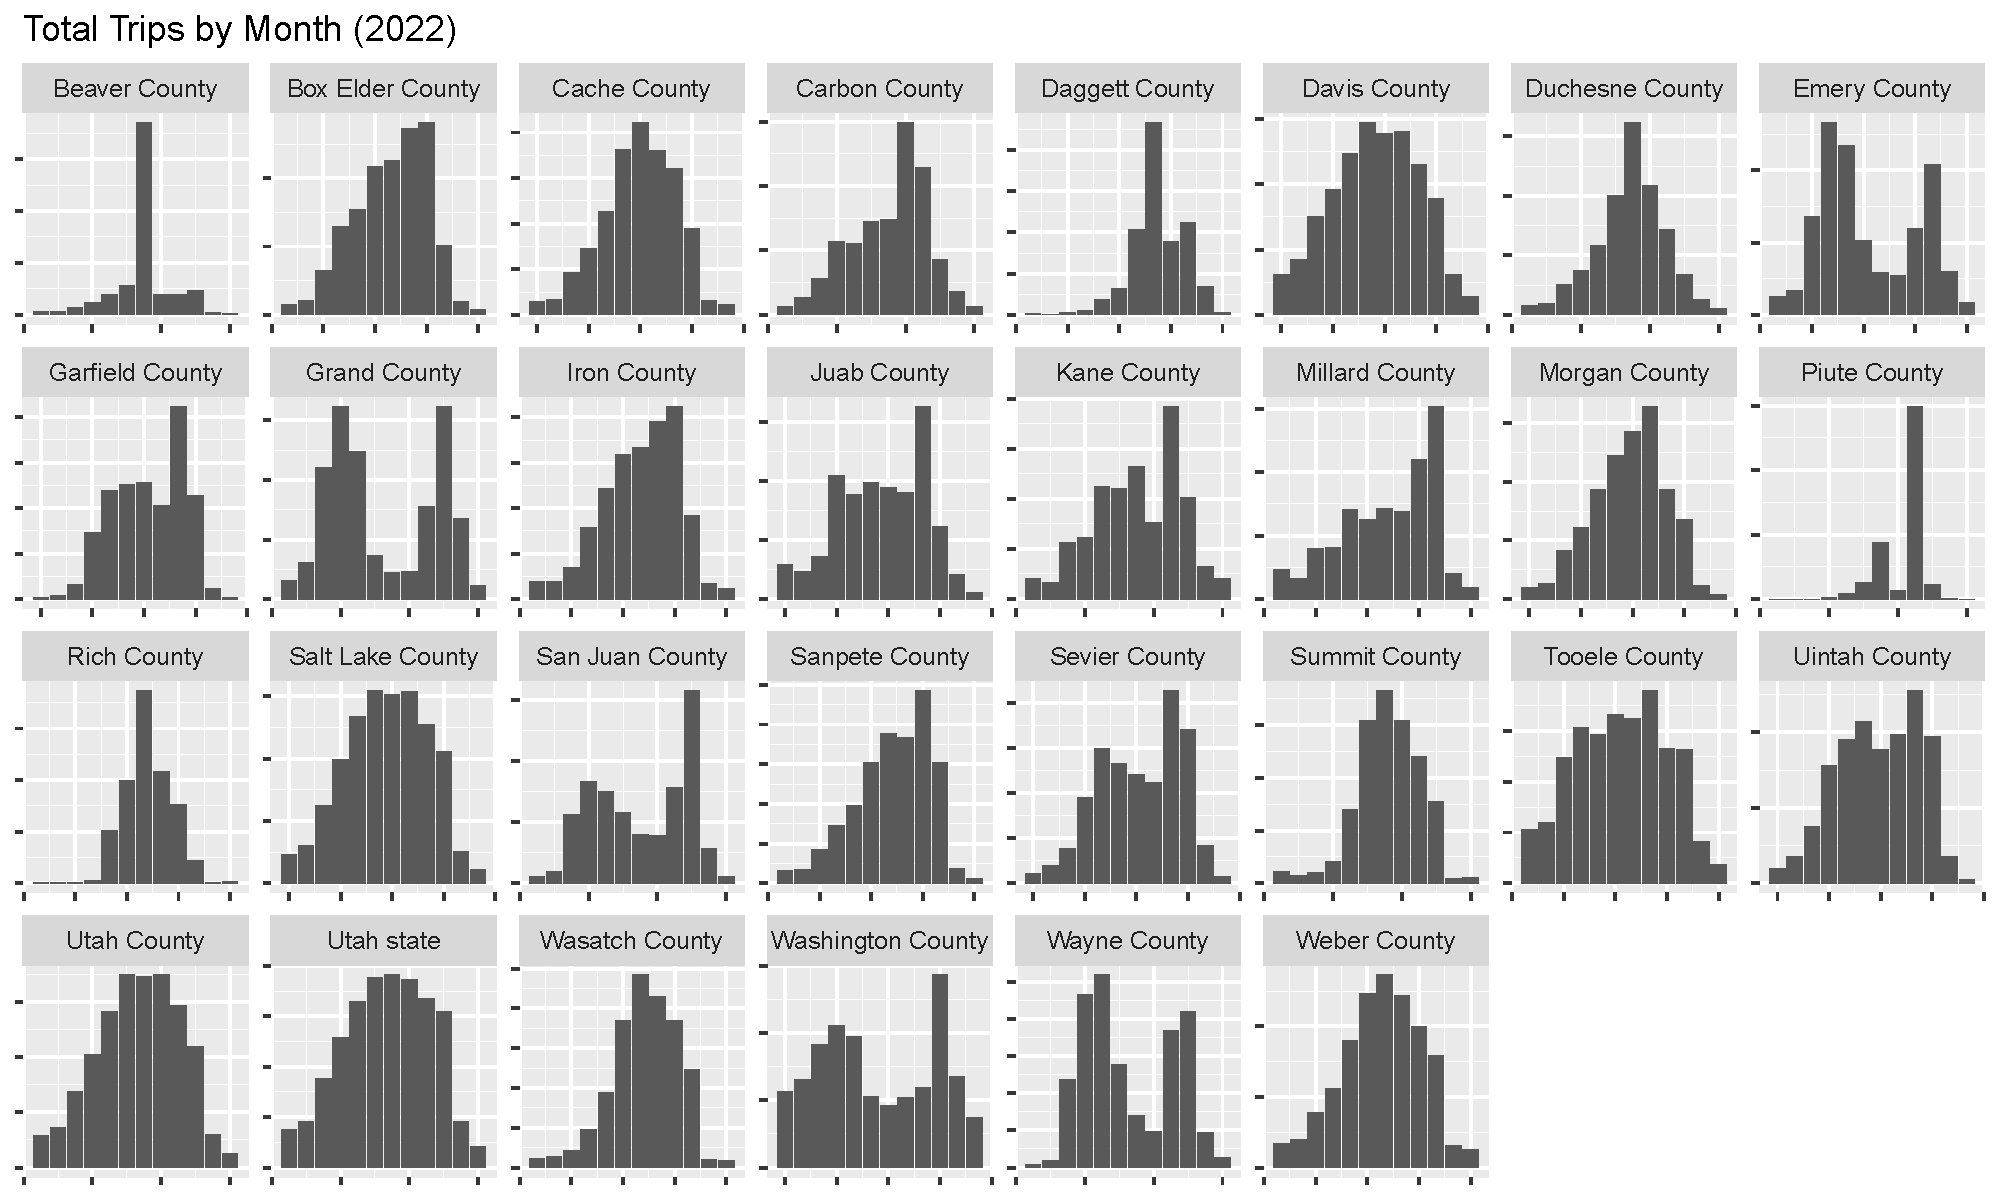 Total Trips by Month (2022)
Beaver County
Box Elder County
Cache County
Carbon County
Daggett County
Davis County
Duchesne County
Emery County
Garfield County
Grand County
Iron County
Juab County
Kane County
Millard County
Morgan County
Piute County
Rich County
Salt Lake County
San Juan County
Sanpete County
Sevier County
Summit County
Tooele County
Uintah County
Utah County
Utah state
Wasatch County
Washington County
Wayne County
Weber County